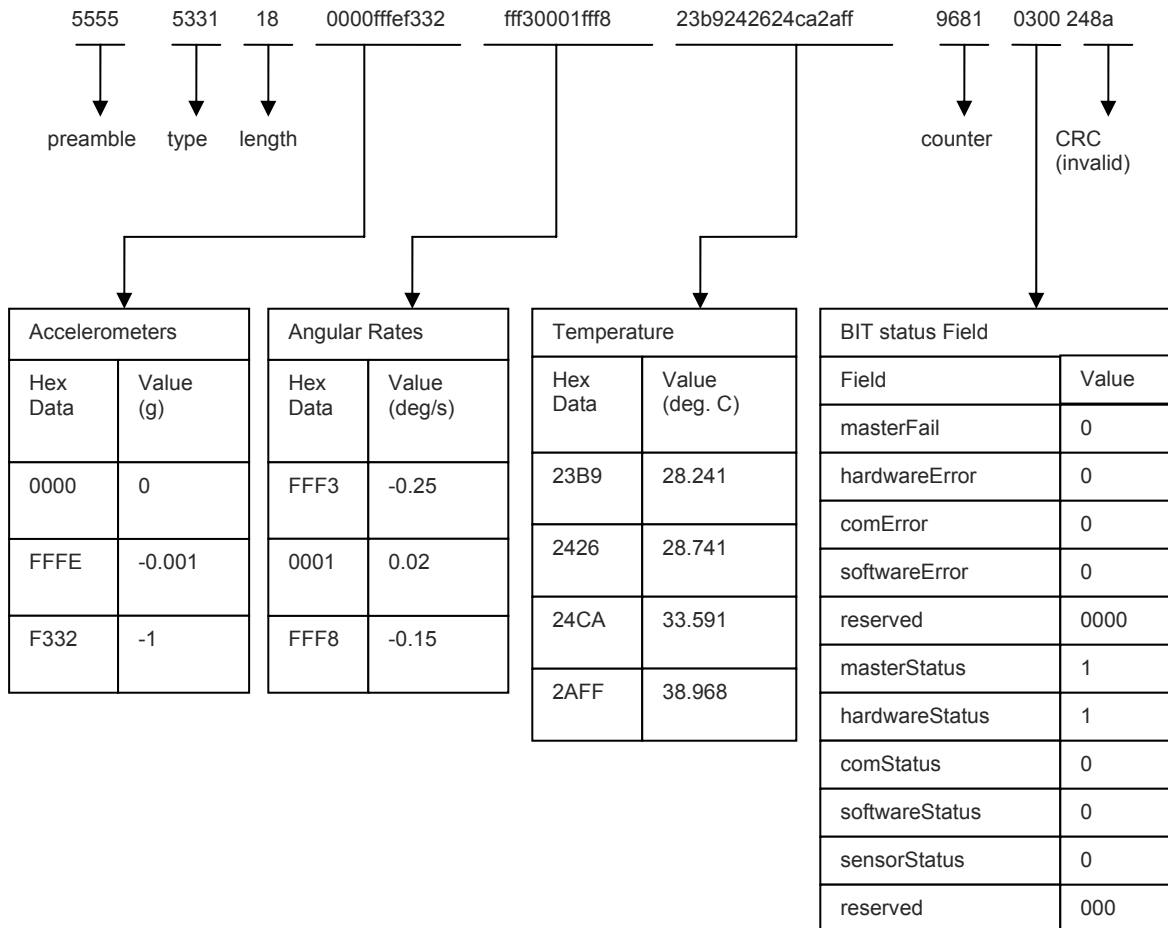 5555 5331 18 0000fffef332 fff30001fff8 23b9242624ca2aff 9681 0300 248a
preamble type length counter CRC
(invalid)
Accelerometers
Hex Data Value (g)
0000 0
FFFE -0.001
F332 -1
Angular Rates
Hex Data Value (deg/s)
FFF3 -0.25
0001 0.02
FFF8 -0.15
Temperature
Hex Data Value (deg. C)
23B9 28.241
2426 28.741
24CA 33.591
2AFF 38.968
BIT status Field
Field Value
masterFail 0
hardwareError 0
comError 0
softwareError 0
reserved 0000
masterStatus 1
hardwareStatus 1
comStatus 0
softwareStatus 0
sensorStatus 0
reserved 000